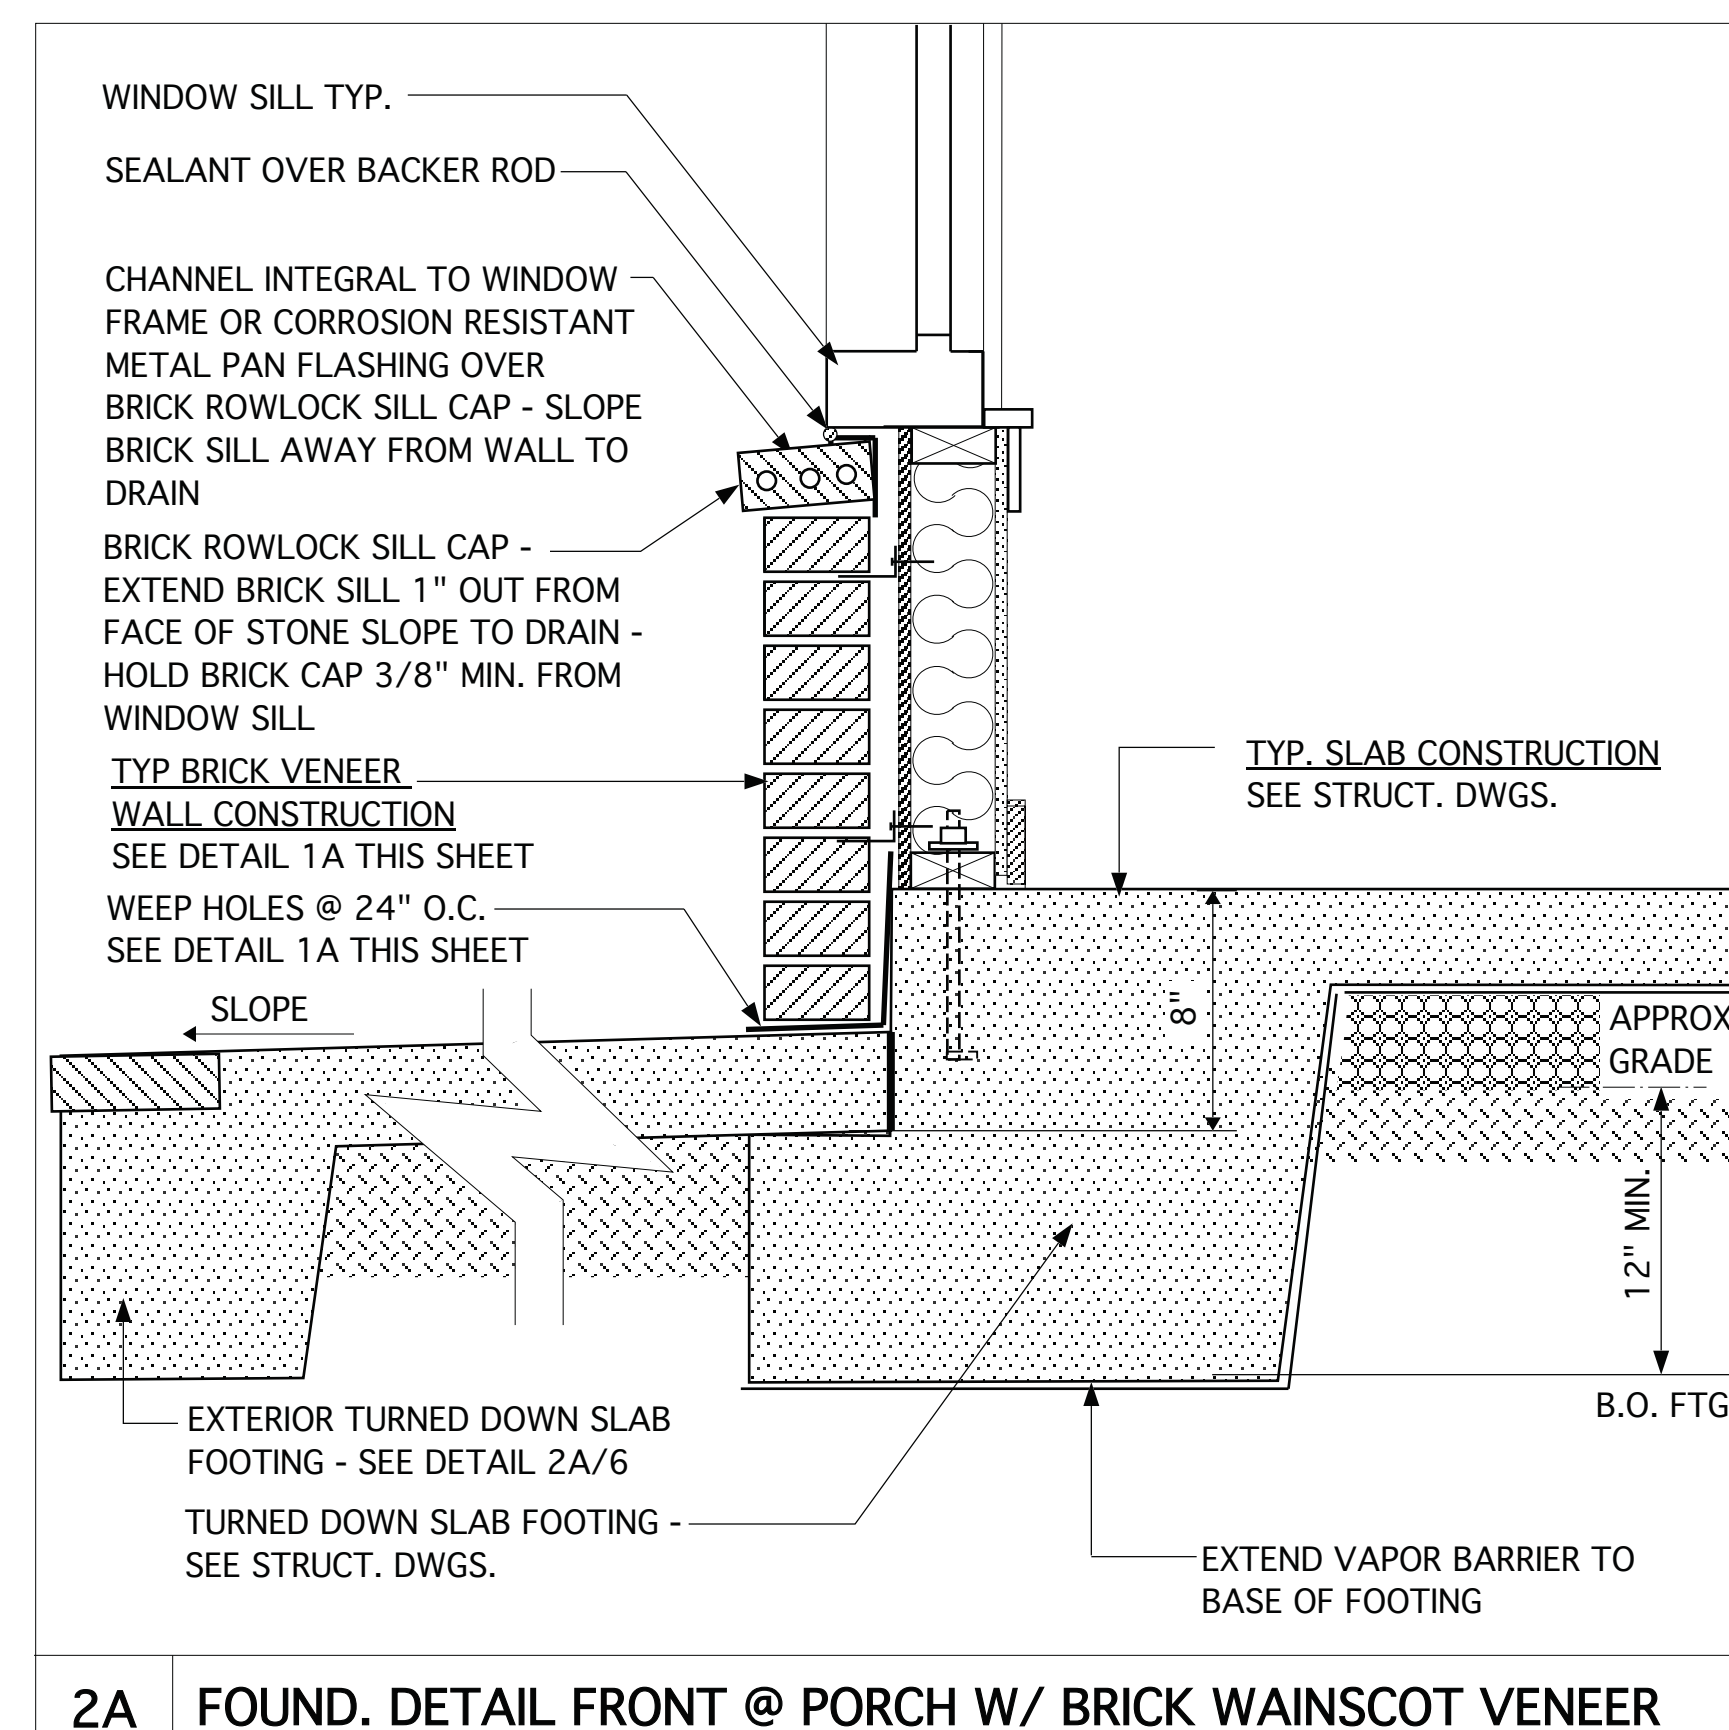 WINDOW SILL TYP.
SEALANT OVER BACKER ROD
CHANNEL INTEGRAL TO WINDOW
FRAME OR CORROSION RESISTANT
METAL PAN FLASHING OVER
BRICK ROWLOCK SILL CAP - SLOPE
BRICK SILL AWAY FROM WALL TO
DRAIN
BRICK ROWLOCK SILL CAP -
EXTEND BRICK SILL 1" OUT FROM
FACE OF STONE SLOPE TO DRAIN -
HOLD BRICK CAP 3/8" MIN. FROM
WINDOW SILL
TYP BRICK VENEER
WALL CONSTRUCTION
SEE DETAIL 1A THIS SHEET
WEEP HOLES @ 24" O.C.
SEE DETAIL 1A THIS SHEET
SLOPE
TYP. SLAB CONSTRUCTION
SEE STRUCT. DWGS.
8"
APPROX
GRADE
12" MIN.
B.O. FTG
EXTERIOR TURNED DOWN SLAB
FOOTING - SEE DETAIL 2A/6
TURNED DOWN SLAB FOOTING -
SEE STRUCT. DWGS.
EXTEND VAPOR BARRIER TO
BASE OF FOOTING
2A
FOUND. DETAIL FRONT @ PORCH W/ BRICK WAINSCOT VENEER